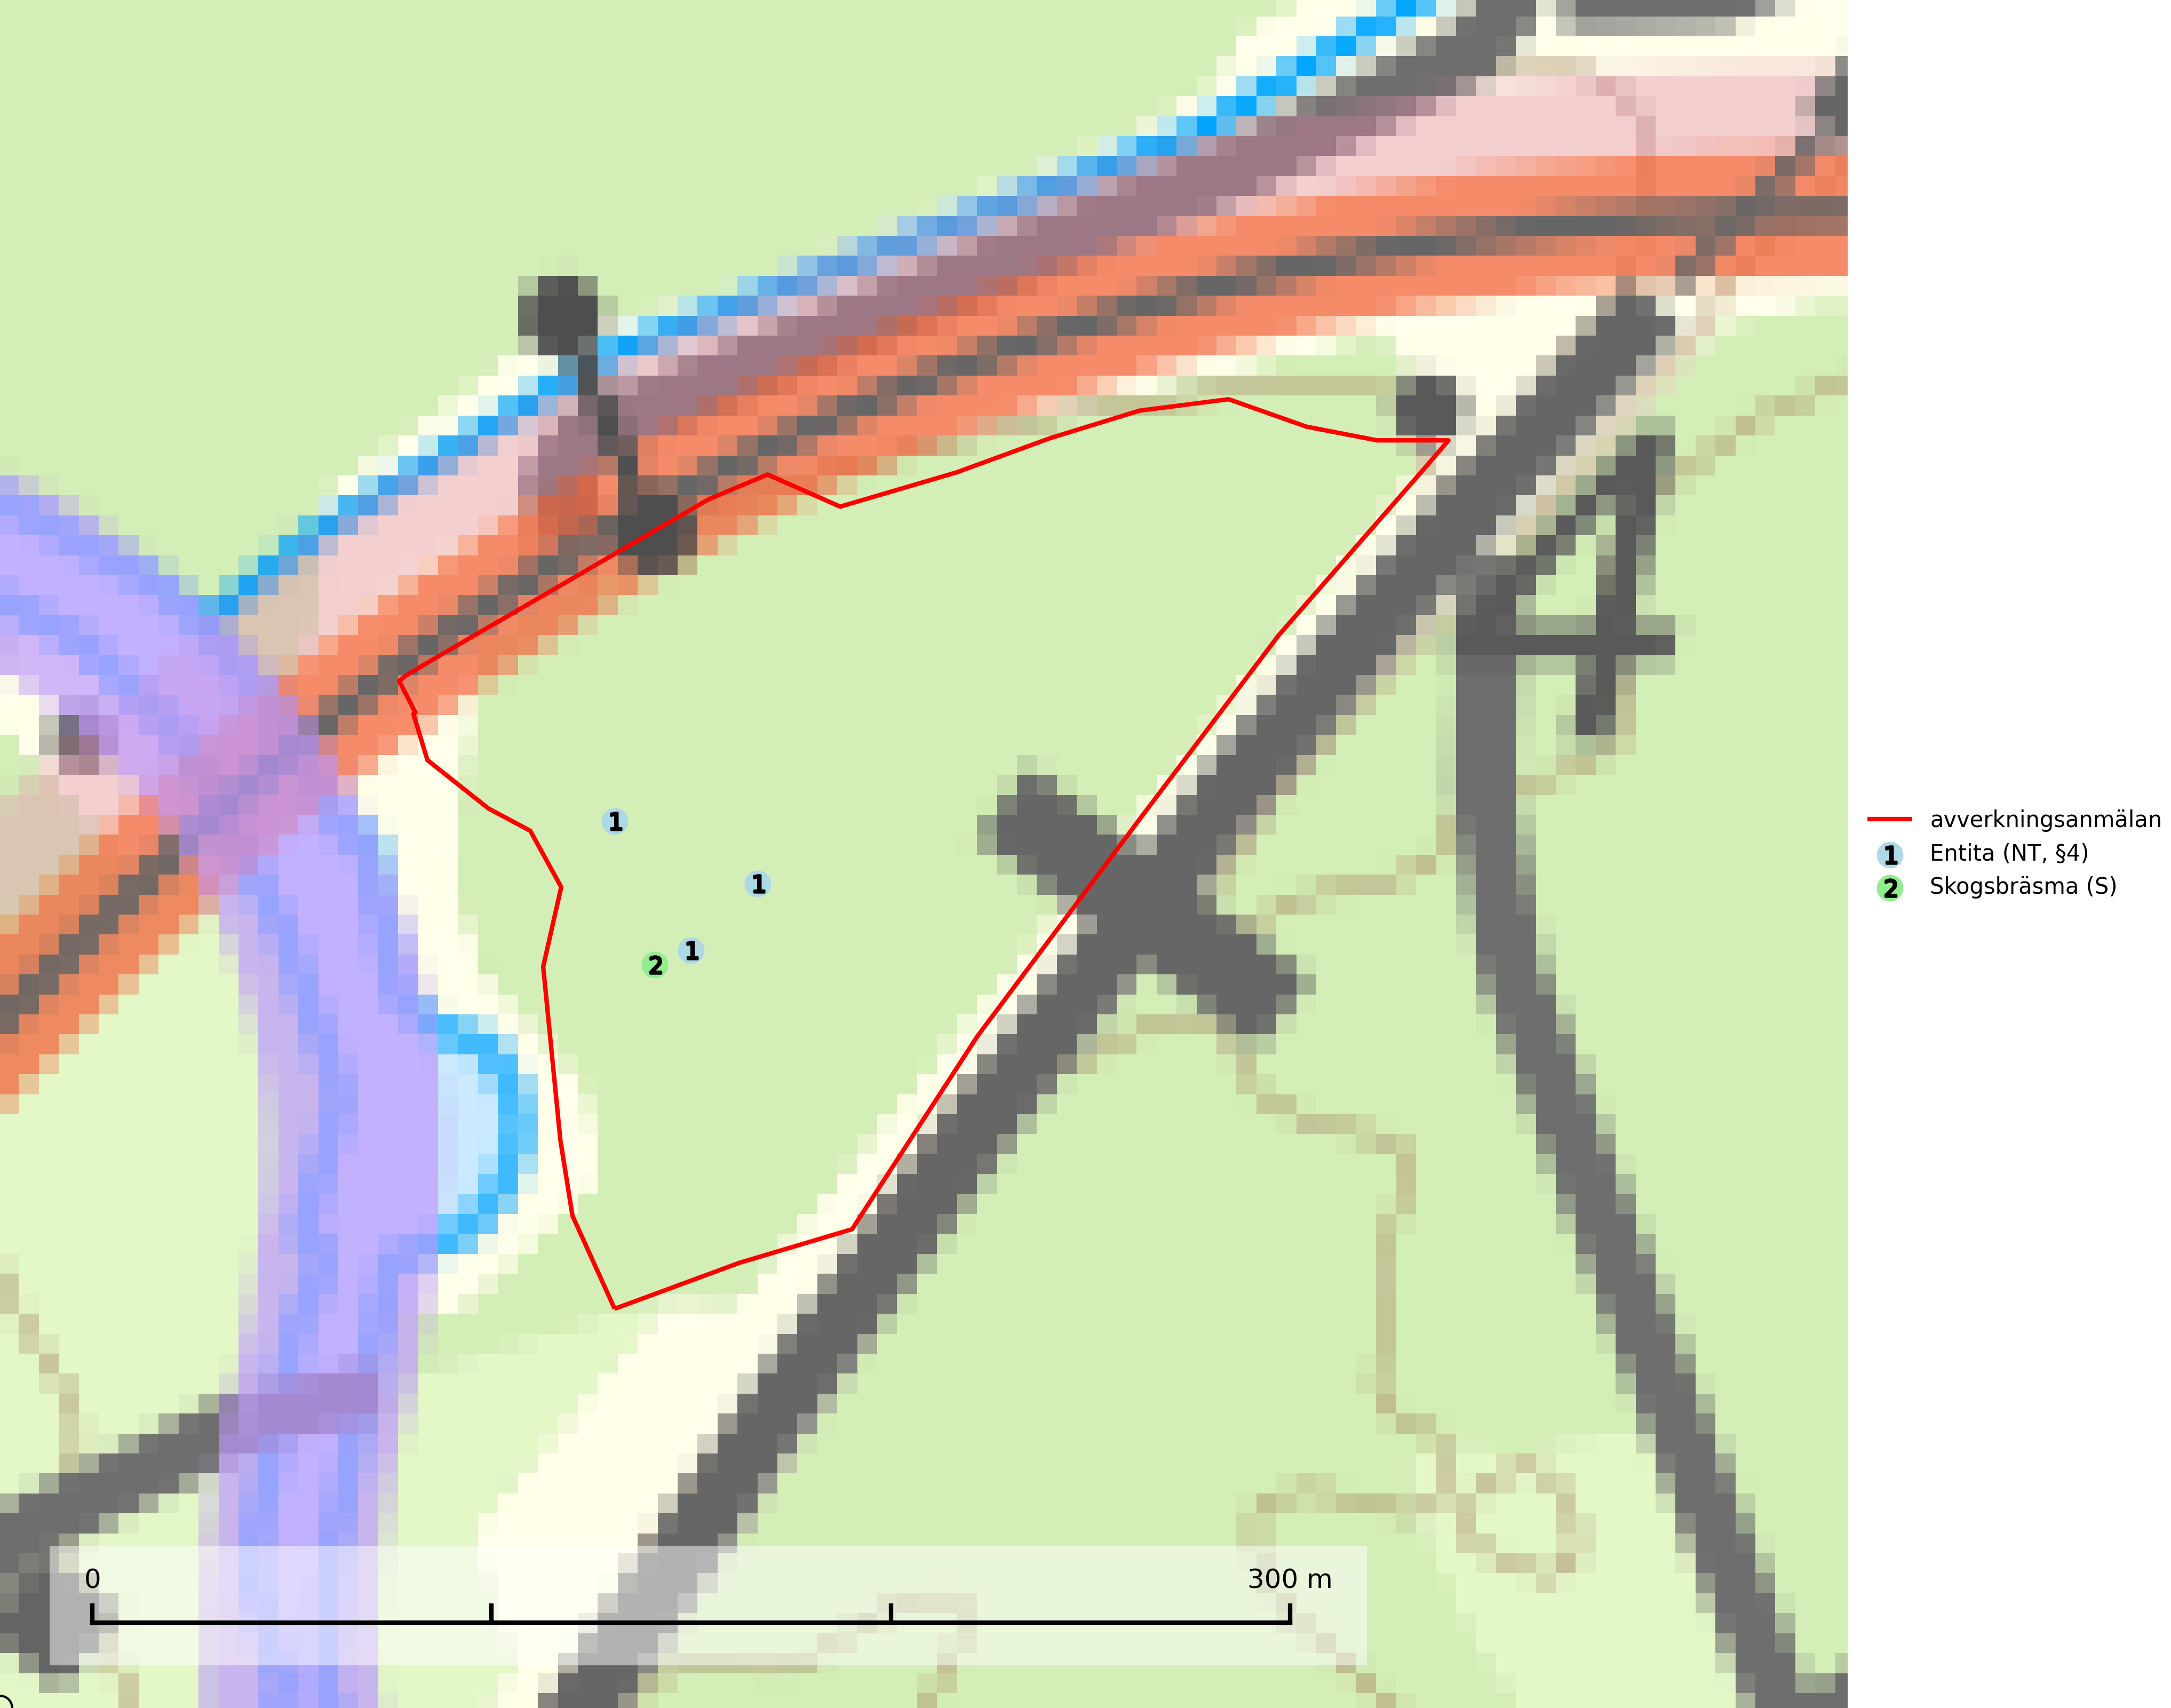 1
1
1
2
0
300 m
avverkningsanmälan
1 Entita (NT, §4)
2 Skogsbräsma (S)